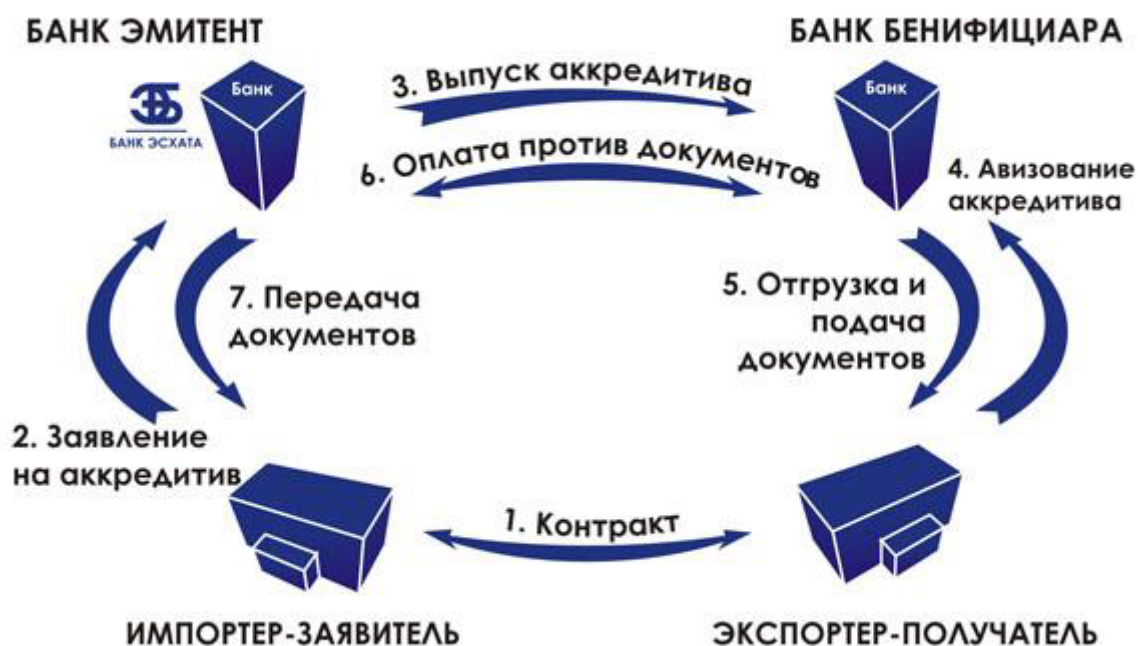 БАНК ЭМИТЕНТ
БАНК БЕНИФИЦИАРА
Банк
Банк
ЭБ
БАНК ЭСХАТА
3. Выпуск аккредитива
6. Оплата против документов
4. Авизование
аккредитива
7. Передача
документов
5. Отгрузка и
подача
документов
2. Заявление
на аккредитив
1. Контракт
ИМПОРТЕР-ЗАЯВИТЕЛЬ
ЭКСПОРТЕР-ПОЛУЧАТЕЛЬ